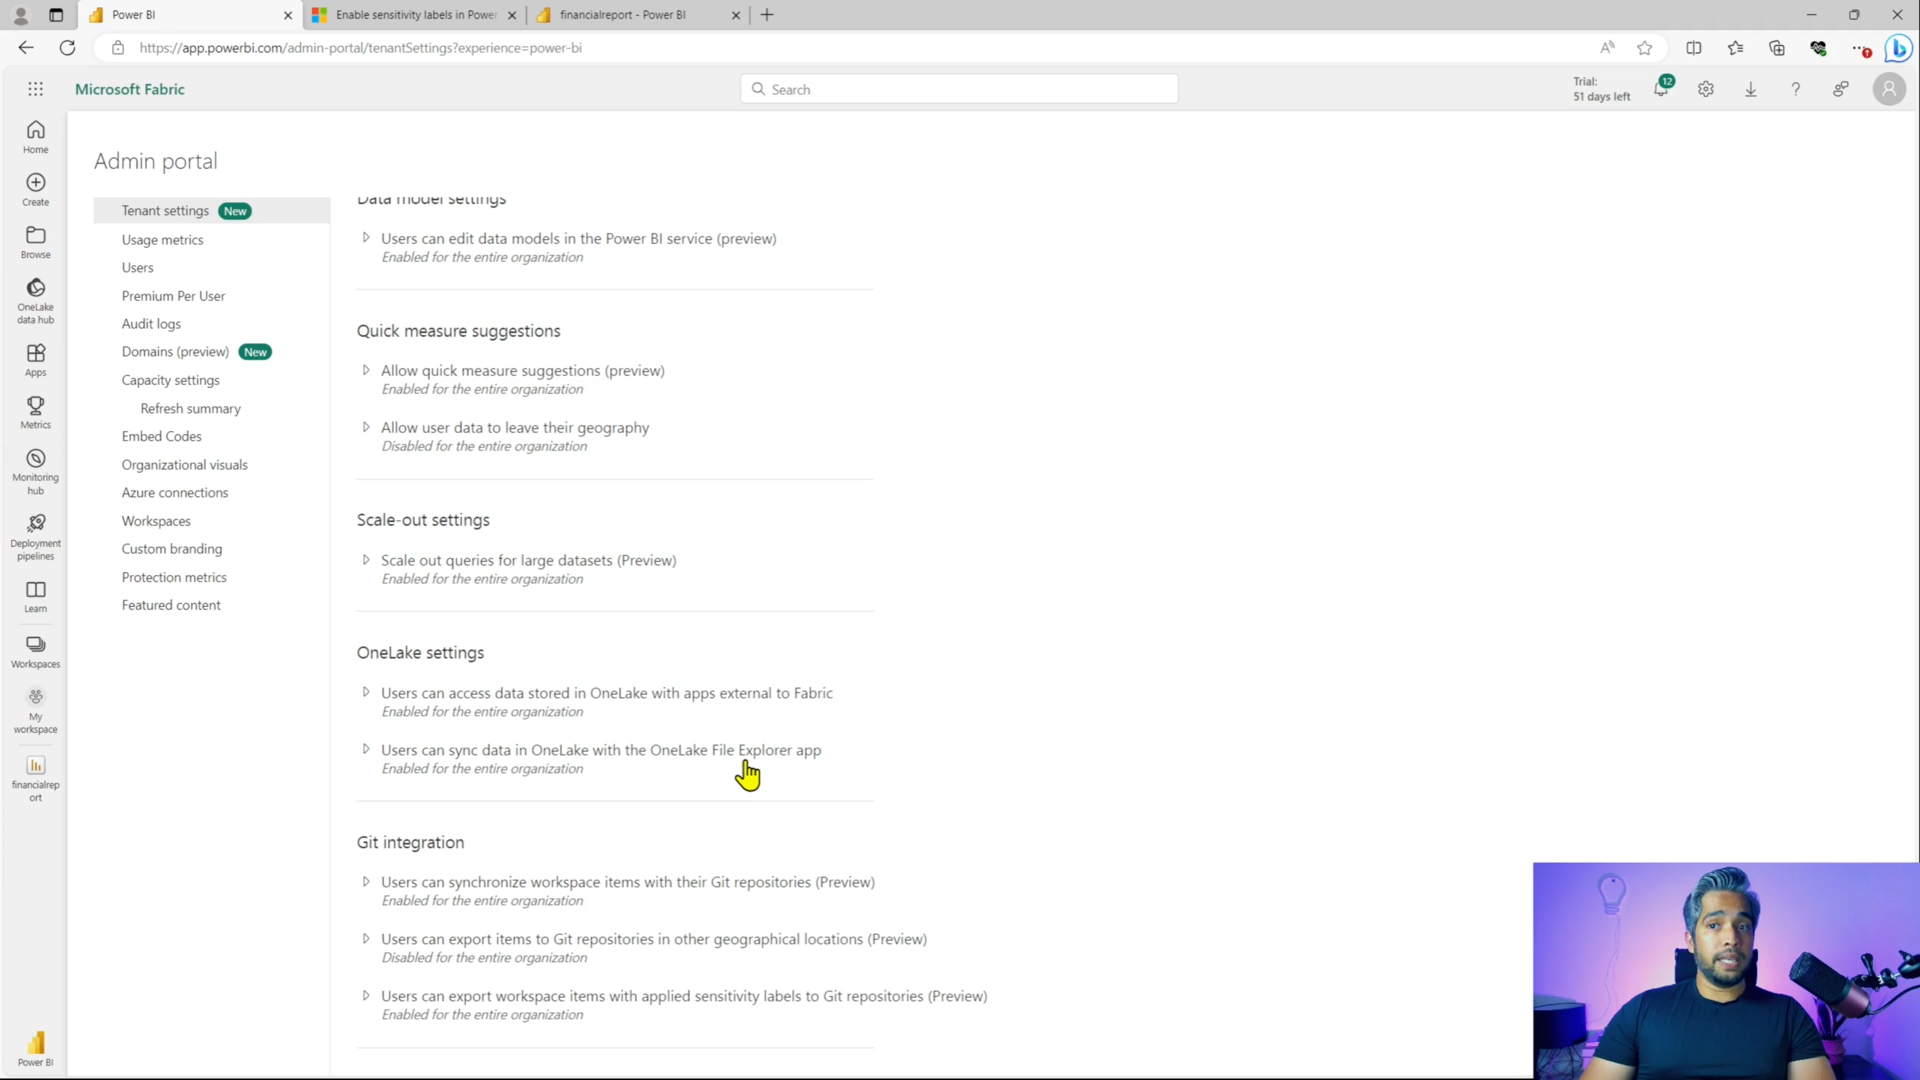 Power BI
Enable sensitivity labels in Power
financialreport - Power BI
https://app.powerbi.com/admin-portal/tenantSettings?experience=power-bi
Microsoft Fabric
Search
Trial:
51 days left
12
Home
Create
Browse
OneLake
data hub
Apps
Metrics
Monitoring
hub
Deployment
pipelines
Learn
Workspaces
My
workspace
financialrep
ort
Power BI
Admin portal
Tenant settings New
Usage metrics
Users
Premium Per User
Audit logs
Domains (preview) New
Capacity settings
Refresh summary
Embed Codes
Organizational visuals
Azure connections
Workspaces
Custom branding
Protection metrics
Featured content
Data model settings
Users can edit data models in the Power BI service (preview)
Enabled for the entire organization
Quick measure suggestions
Allow quick measure suggestions (preview)
Enabled for the entire organization
Allow user data to leave their geography
Disabled for the entire organization
Scale-out settings
Scale out queries for large datasets (Preview)
Enabled for the entire organization
OneLake settings
Users can access data stored in OneLake with apps external to Fabric
Enabled for the entire organization
Users can sync data in OneLake with the OneLake File Explorer app
Enabled for the entire organization
Git integration
Users can synchronize workspace items with their Git repositories (Preview)
Enabled for the entire organization
Users can export items to Git repositories in other geographical locations (Preview)
Disabled for the entire organization
Users can export workspace items with applied sensitivity labels to Git repositories (Preview)
Enabled for the entire organization